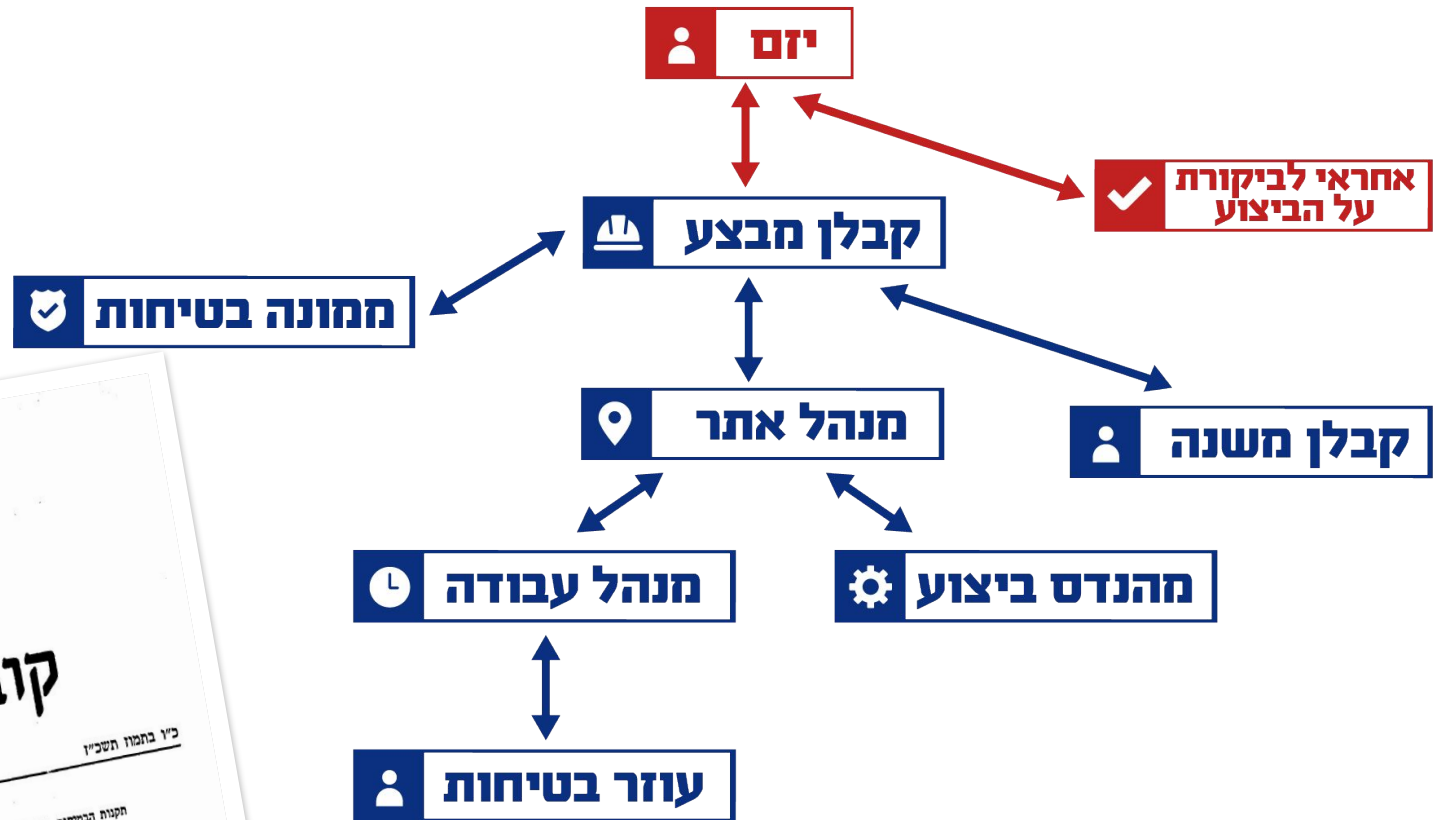 יזם
אחראי לביקורת
על הביצוע
קבלן מבצע
ממונה בטיחות
מנהל אתר
קבלן משנה
מנהל עבודה
מהנדס ביצוע
עוזר בטיחות
כ״ו בתמוז תשכ״ז
תקנות